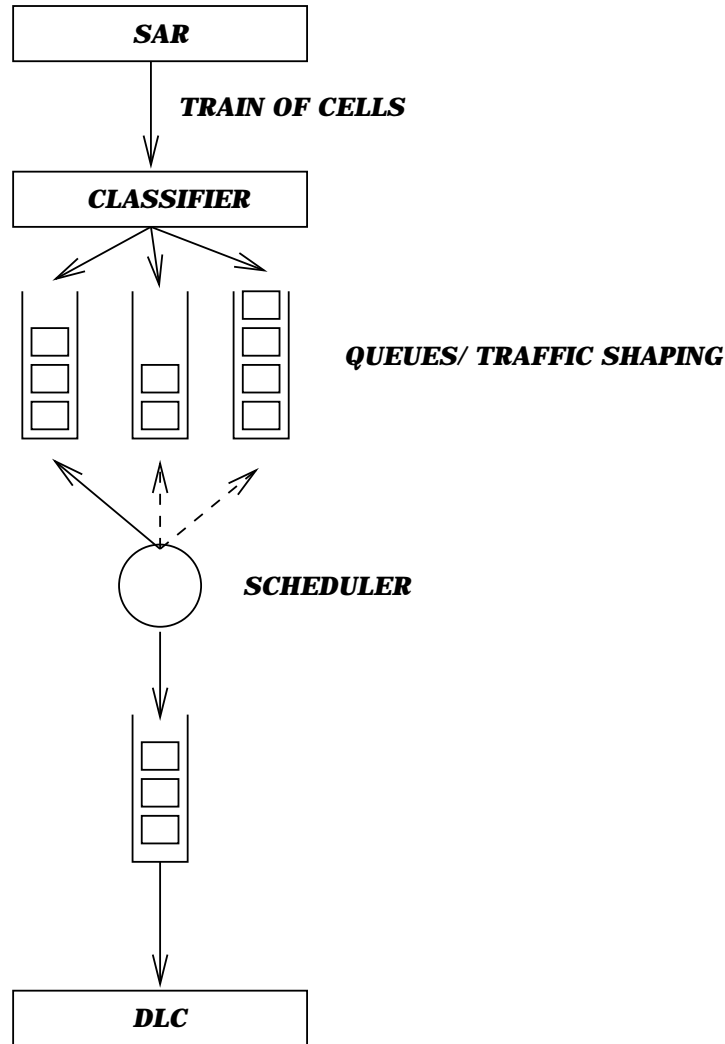 SAR
TRAIN OF CELLS
CLASSIFIER
QUEUES/ TRAFFIC SHAPING
SCHEDULER
DLC